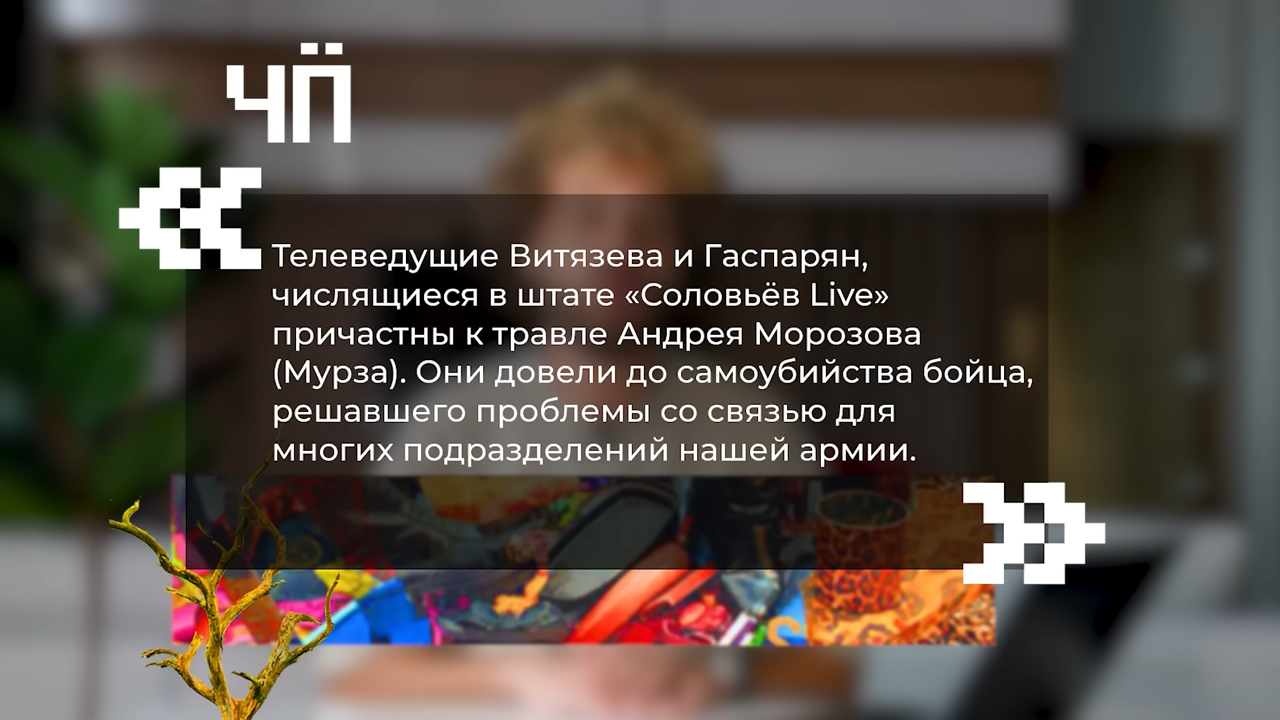 ЧП̈
«
Телеведущие Витязева и Гаспарян,
числящиеся в штате «Соловьёв Live»
причастны к травле Андрея Морозова
(Мурза). Они довели до самоубийства бойца,
решавшего проблемы со связью для
многих подразделений нашей армии.
»